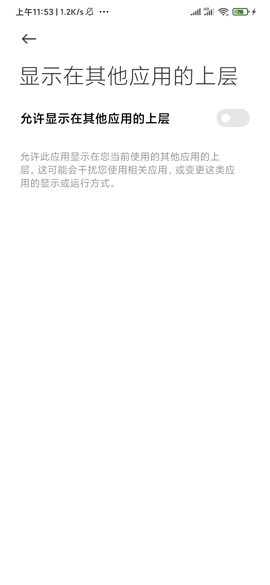 上午11:53 | 1.2K/s
显示在其他应用的上层
允许显示在其他应用的上层
允许此应用显示在您当前使用的其他应用的上
层。这可能会干扰您使用相关应用，或变更这类应
用的显示或运行方式。